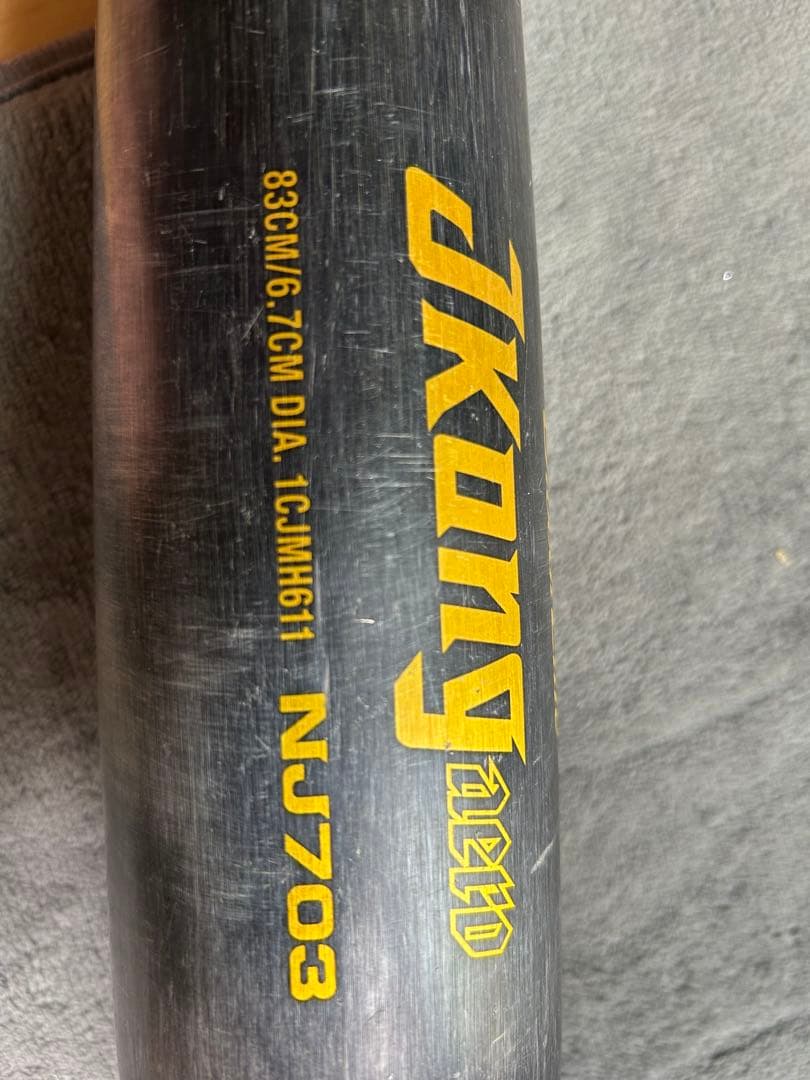 Jkong aero
83CM/6.7CM DIA. 1CJMH611 NJ703